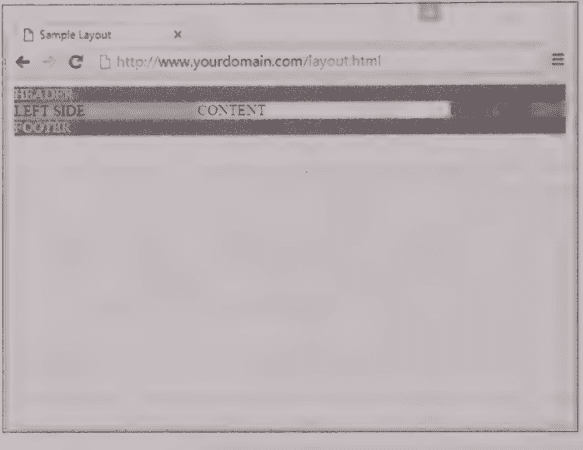 Sample Layout
http://www.yourdomain.com/layout.html
HEADER
LEFT SIDE CONTENT
FOOTER